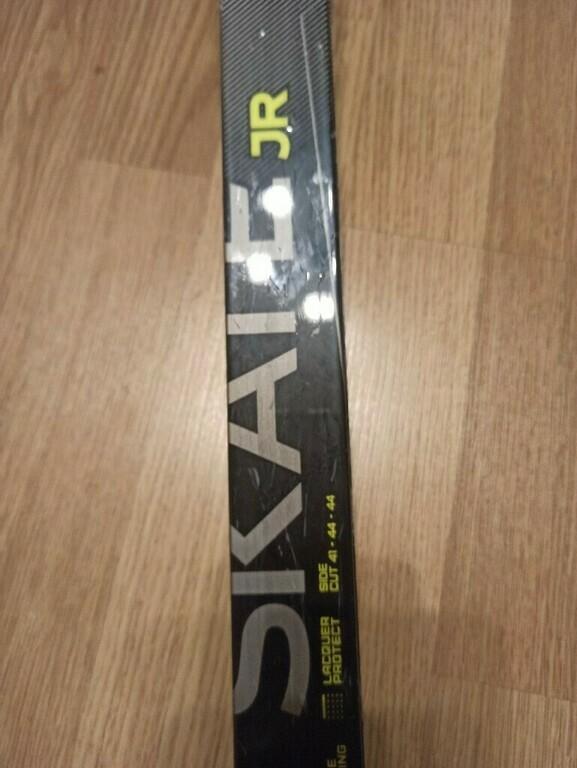 SKATE JR
SIDE
CUT 41 - 44 - 44
LACQUER
PROTECT